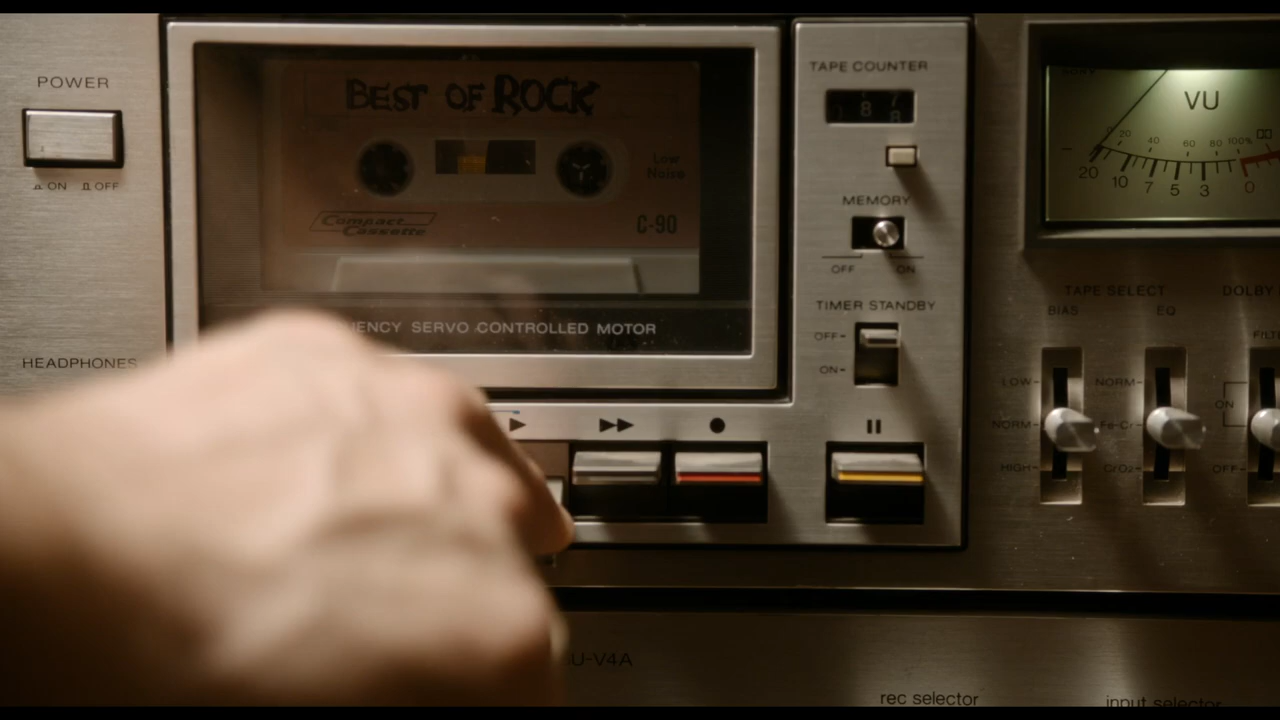 POWER
ON OFF
HEADPHONES
BEST OF ROCK
Low
Noise
Compact
Cassette
C-90
SERVO CONTROLLED MOTOR
TAPE COUNTER
MEMORY
OFF ON
TIMER STANDBY
OFF
ON
VU
20 40 60 80 100%
20 10 7 5 3 0
TAPE SELECT
BIAS EQ
DOLBY
LOW NORM
NORM Fe-Cr
HIGH CrO2
ON
OFF
U-V4A
rec selector
input selector